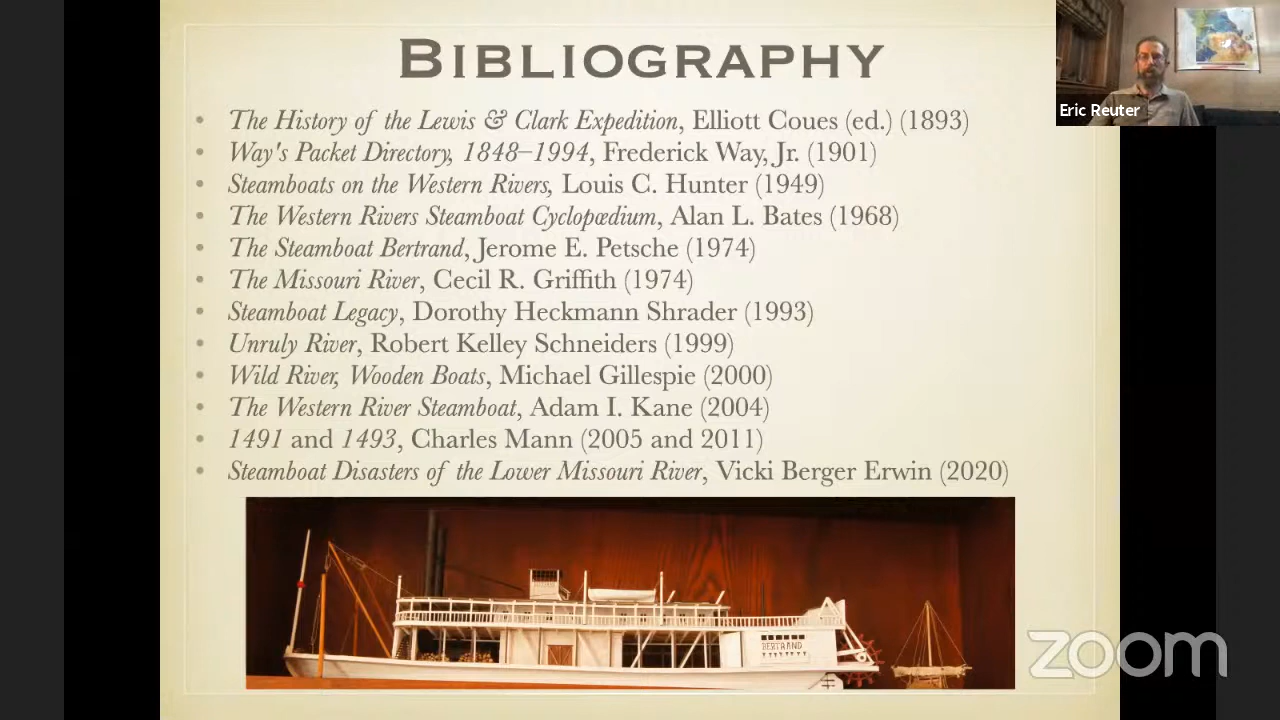 BIBLIOGRAPHY
Eric Reuter
• The History of the Lewis & Clark Expedition, Elliott Coues (ed.) (1893)
• Way's Packet Directory, 1848–1994, Frederick Way, Jr. (1901)
• Steamboats on the Western Rivers, Louis C. Hunter (1949)
• The Western Rivers Steamboat Cyclopædium, Alan L. Bates (1968)
• The Steamboat Bertrand, Jerome E. Petsche (1974)
• The Missouri River, Cecil R. Griffith (1974)
• Steamboat Legacy, Dorothy Heckmann Shrader (1993)
• Unruly River, Robert Kelley Schneiders (1999)
• Wild River, Wooden Boats, Michael Gillespie (2000)
• The Western River Steamboat, Adam I. Kane (2004)
• 1491 and 1493, Charles Mann (2005 and 2011)
• Steamboat Disasters of the Lower Missouri River, Vicki Berger Erwin (2020)
BERTRAND
zoom